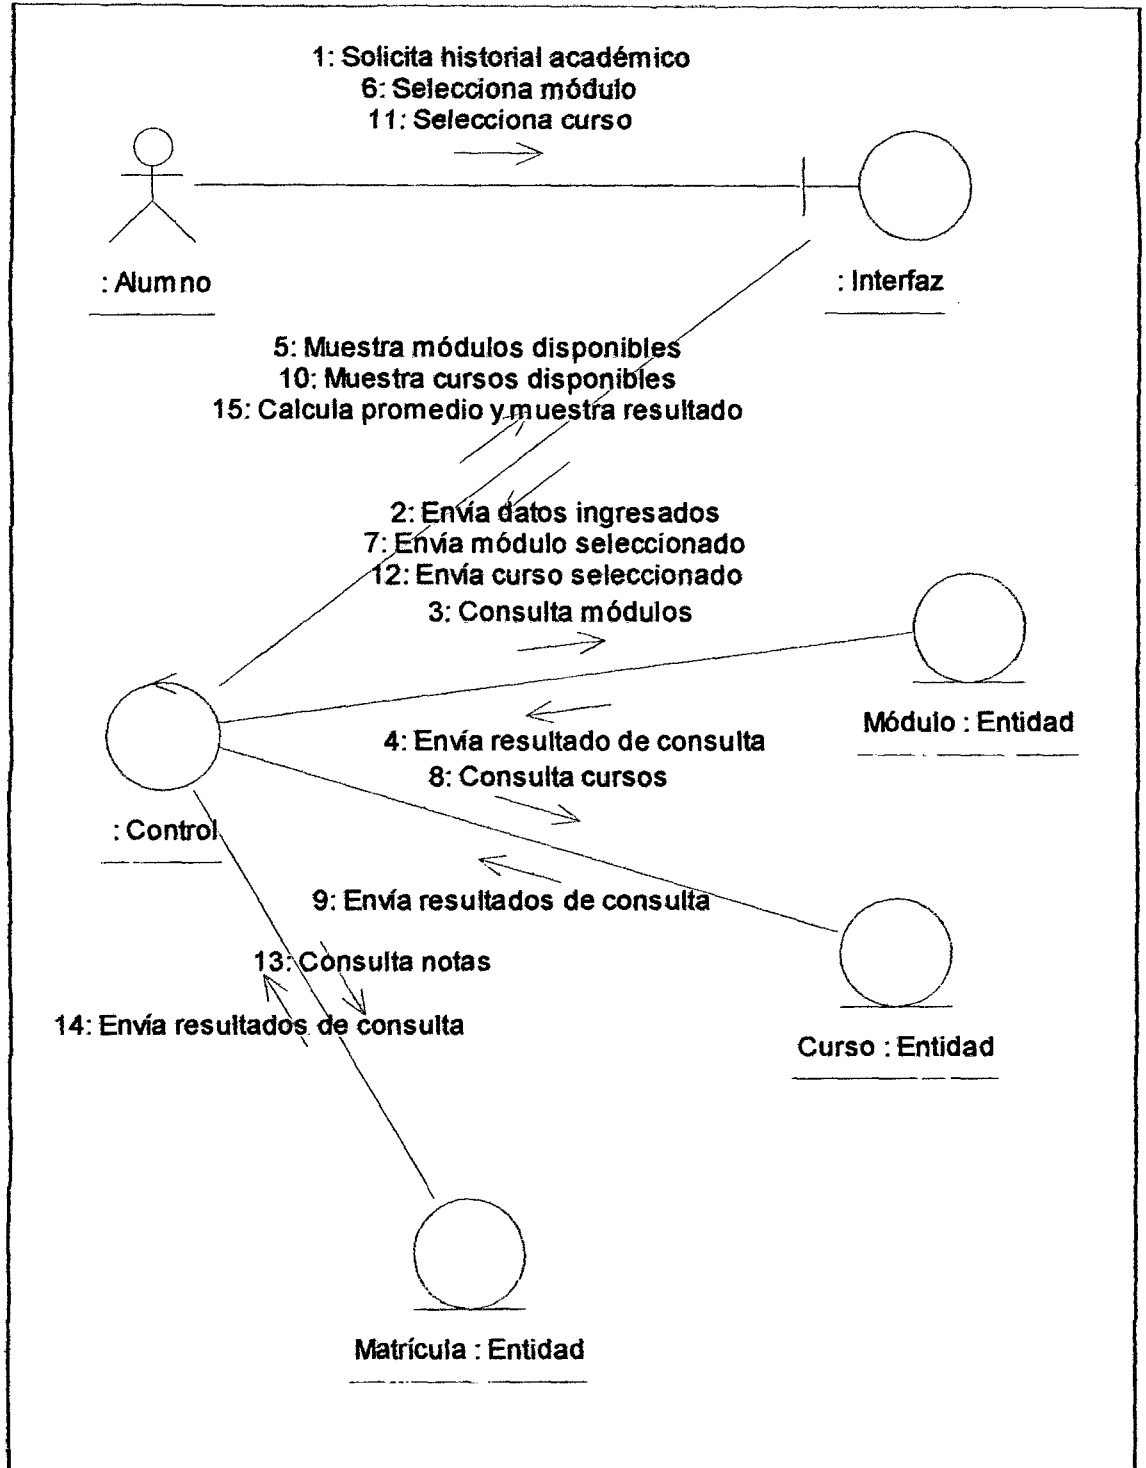 1: Solicita historial académico
6: Selecciona módulo
11: Selecciona curso
: Alumno
: Interfaz
5: Muestra módulos disponibles
10: Muestra cursos disponibles
15: Calcula promedio y muestra resultado
2: Envía datos ingresados
7: Envía módulo seleccionado
12: Envía curso seleccionado
3: Consulta módulos
Módulo : Entidad
4: Envía resultado de consulta
8: Consulta cursos
: Control
9: Envía resultados de consulta
13: Consulta notas
14: Envía resultados de consulta
Curso : Entidad
Matrícula : Entidad